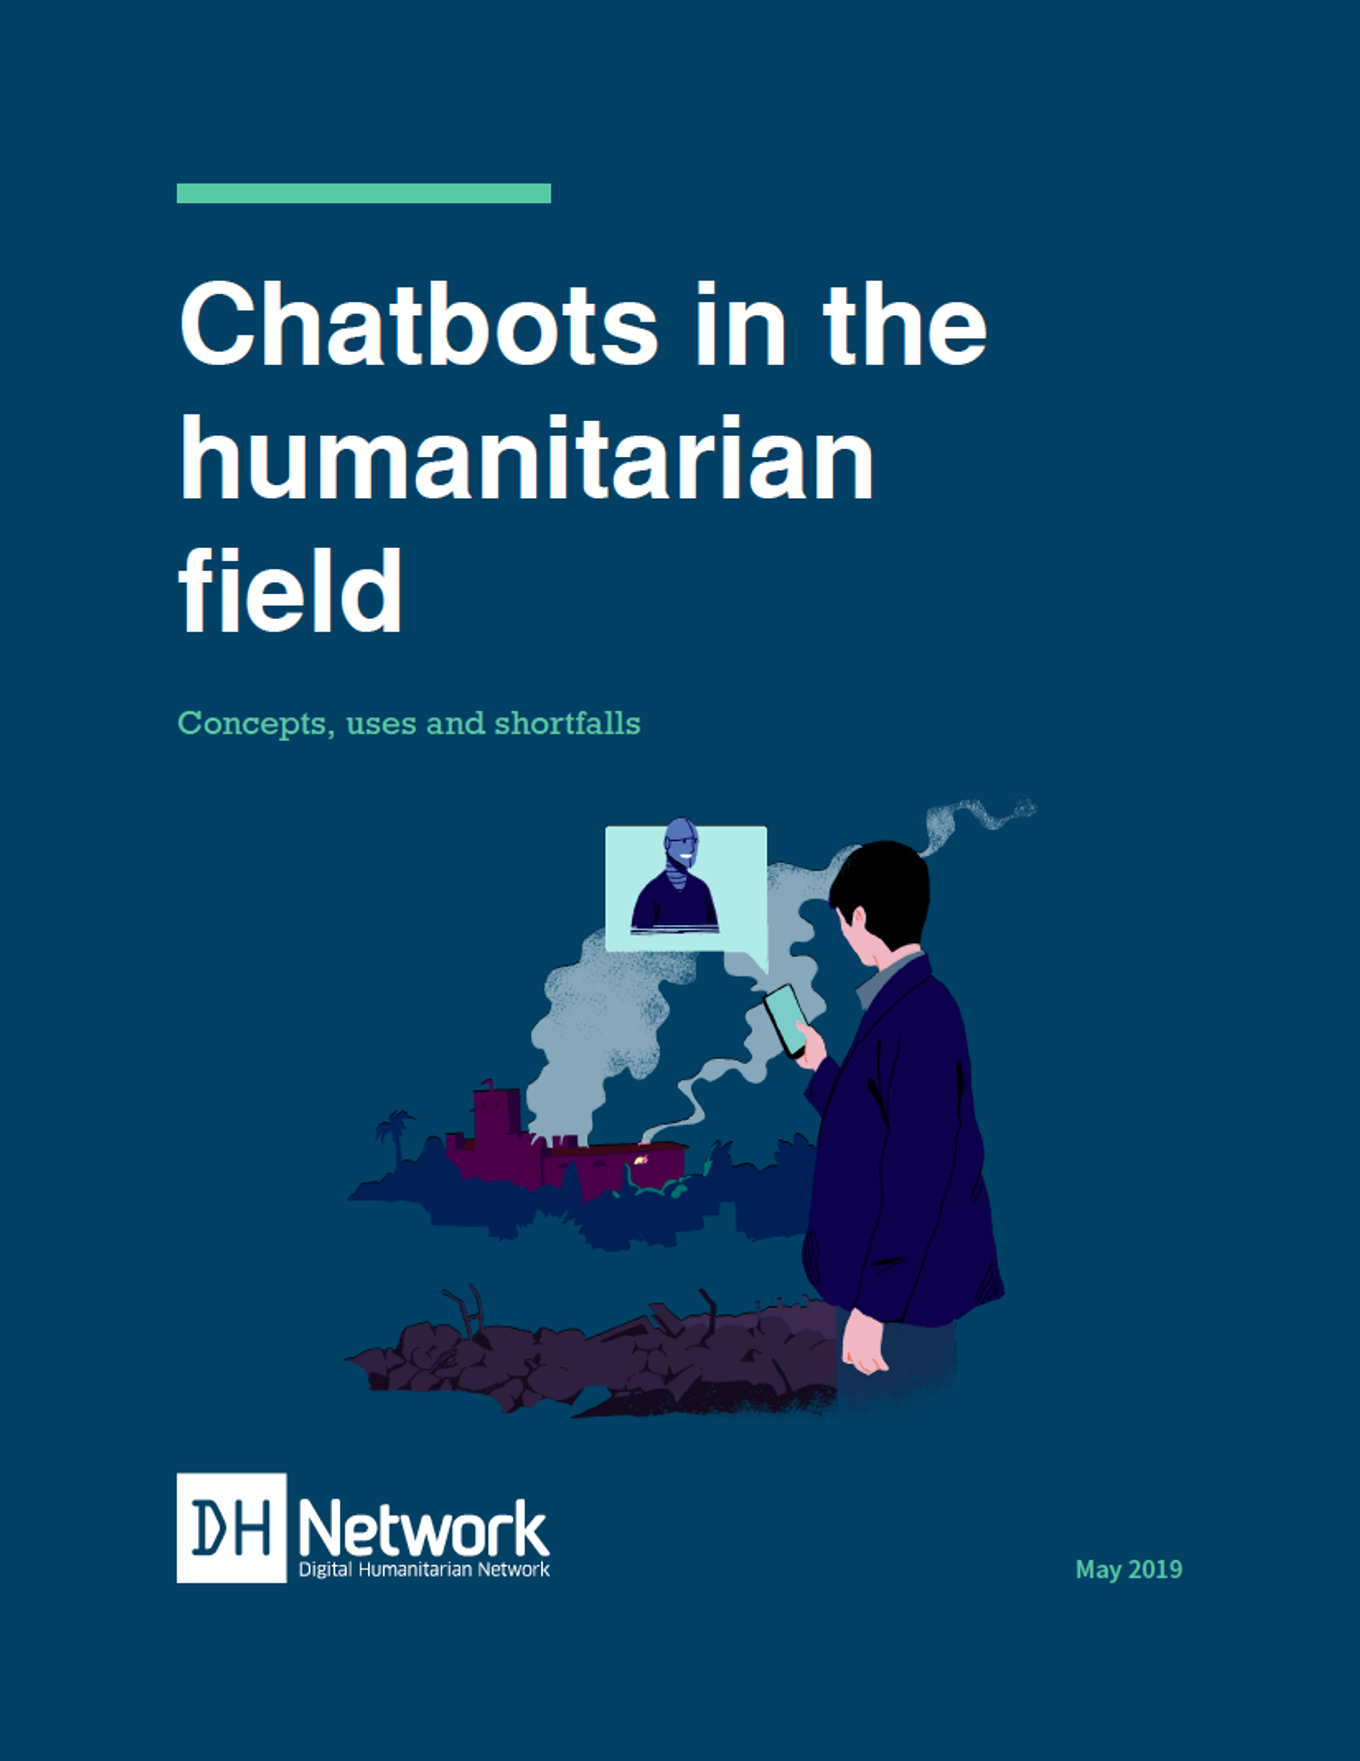 Chatbots in the
humanitarian
field
Concepts, uses and shortfalls
DH Network
Digital Humanitarian Network
May 2019